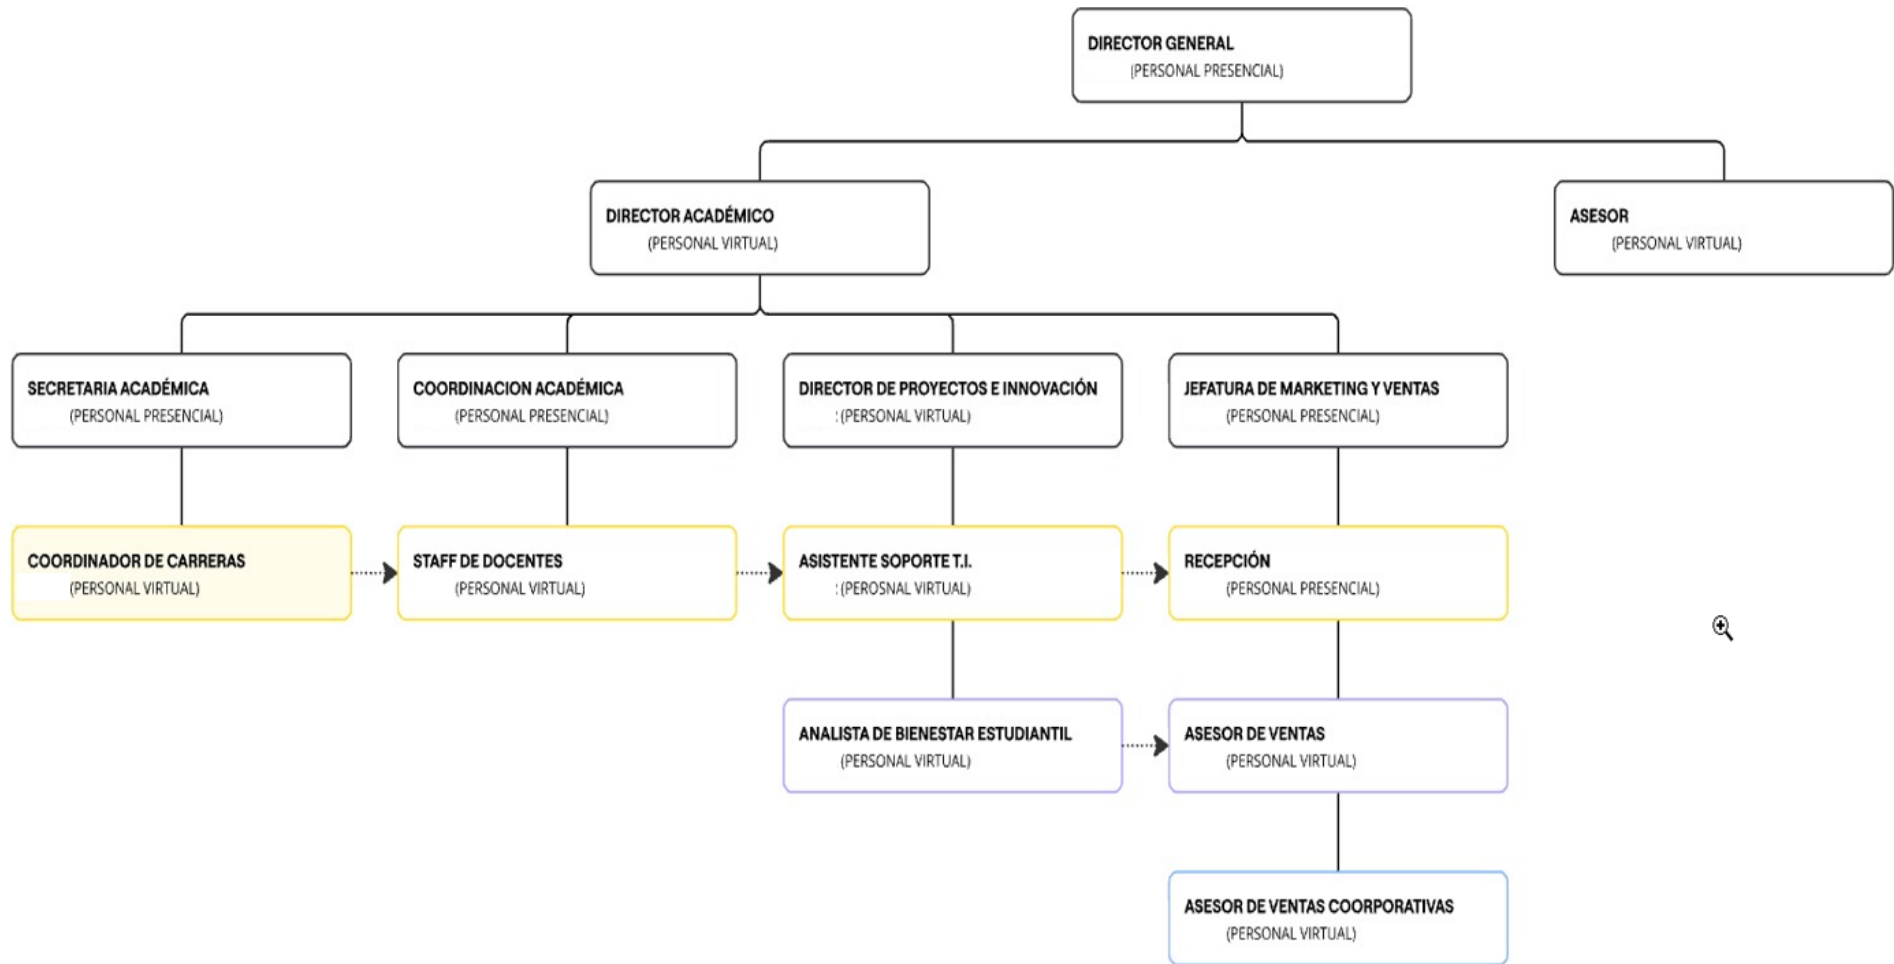 DIRECTOR GENERAL
(PERSONAL PRESENCIAL)
DIRECTOR ACADÉMICO
(PERSONAL VIRTUAL)
ASESOR
(PERSONAL VIRTUAL)
SECRETARIA ACADÉMICA
(PERSONAL PRESENCIAL)
COORDINACION ACADÉMICA
(PERSONAL PRESENCIAL)
DIRECTOR DE PROYECTOS E INNOVACIÓN
:(PERSONAL VIRTUAL)
JEFATURA DE MARKETING Y VENTAS
(PERSONAL PRESENCIAL)
COORDINADOR DE CARRERAS
(PERSONAL VIRTUAL)
STAFF DE DOCENTES
(PERSONAL VIRTUAL)
ASISTENTE SOPORTE T.I.
:(PEROSNAL VIRTUAL)
RECEPCIÓN
(PERSONAL PRESENCIAL)
ANALISTA DE BIENESTAR ESTUDIANTIL
(PERSONAL VIRTUAL)
ASESOR DE VENTAS
(PERSONAL VIRTUAL)
ASESOR DE VENTAS COORPORATIVAS
(PERSONAL VIRTUAL)